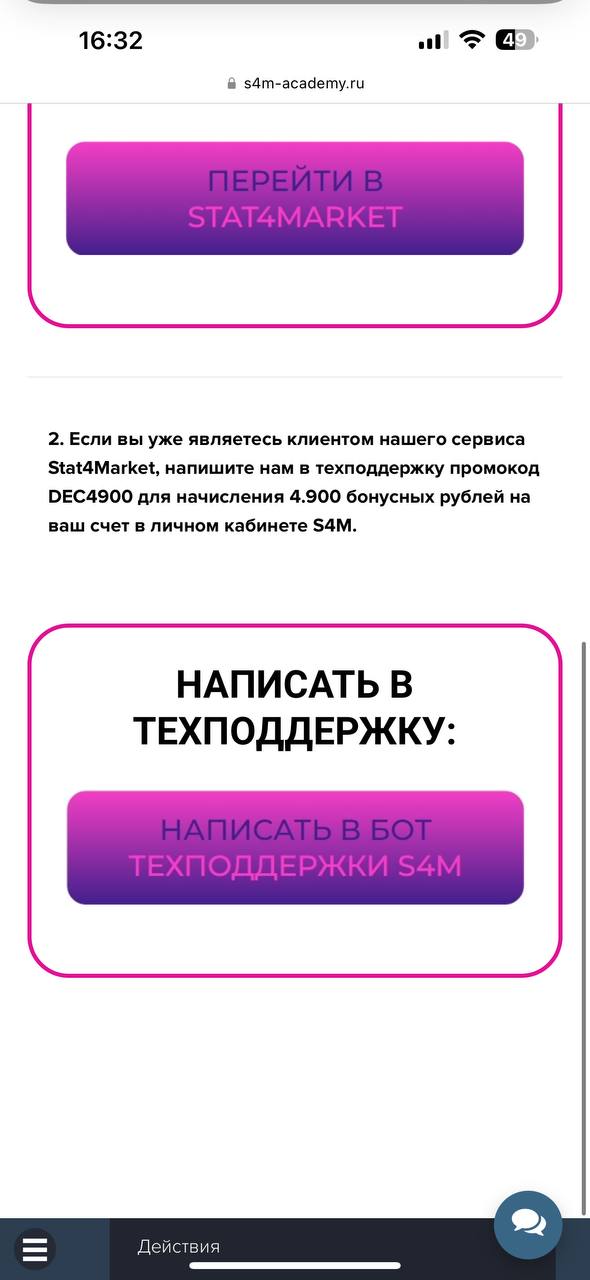 16:32
49
s4m-academy.ru
ПЕРЕЙТИ В
STAT4MARKET
2. Если вы уже являетесь клиентом нашего сервиса
Stat4Market, напишите нам в техподдержку промокод
DEC4900 для начисления 4.900 бонусных рублей на
ваш счет в личном кабинете S4M.
НАПИСАТЬ В
ТЕХПОДДЕРЖКУ:
НАПИСАТЬ В БОТ
ТЕХПОДДЕРЖКИ S4M
Действия